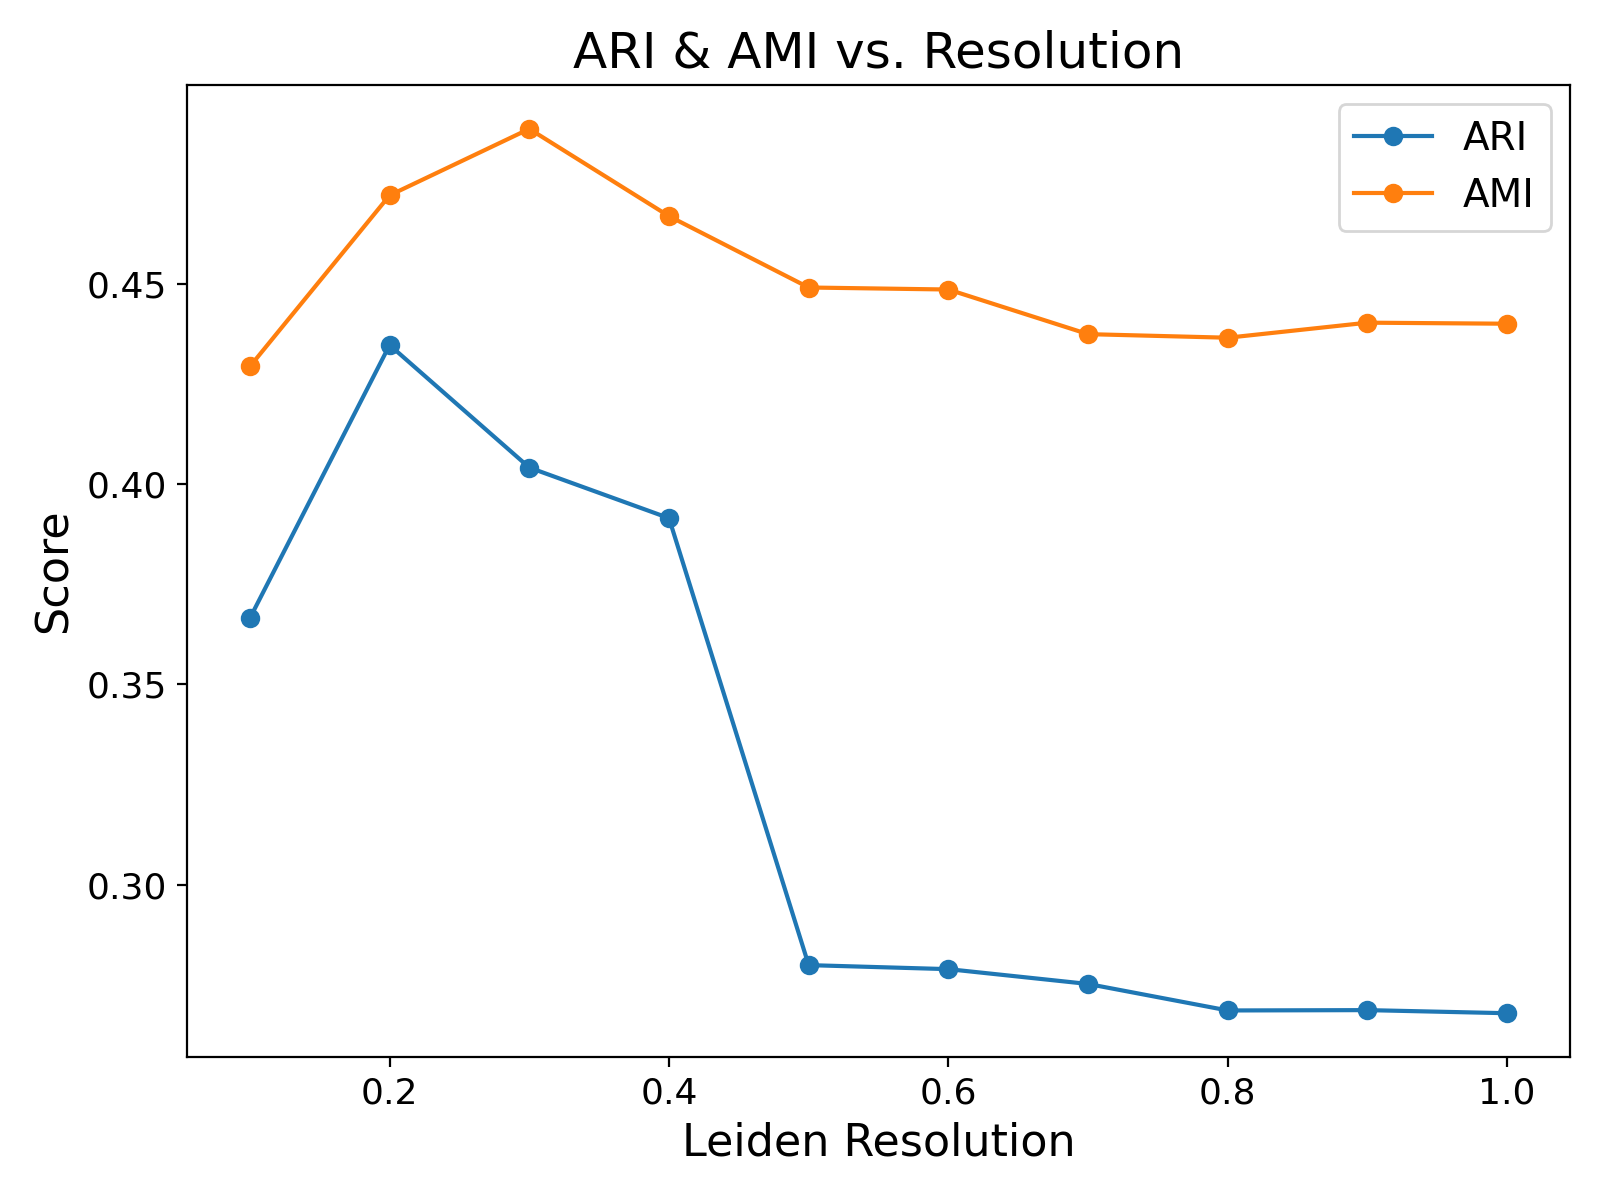 ARI & AMI vs. Resolution
ARI
AMI
0.45
0.40
0.35
0.30
Score
0.2 0.4 0.6 0.8 1.0
Leiden Resolution